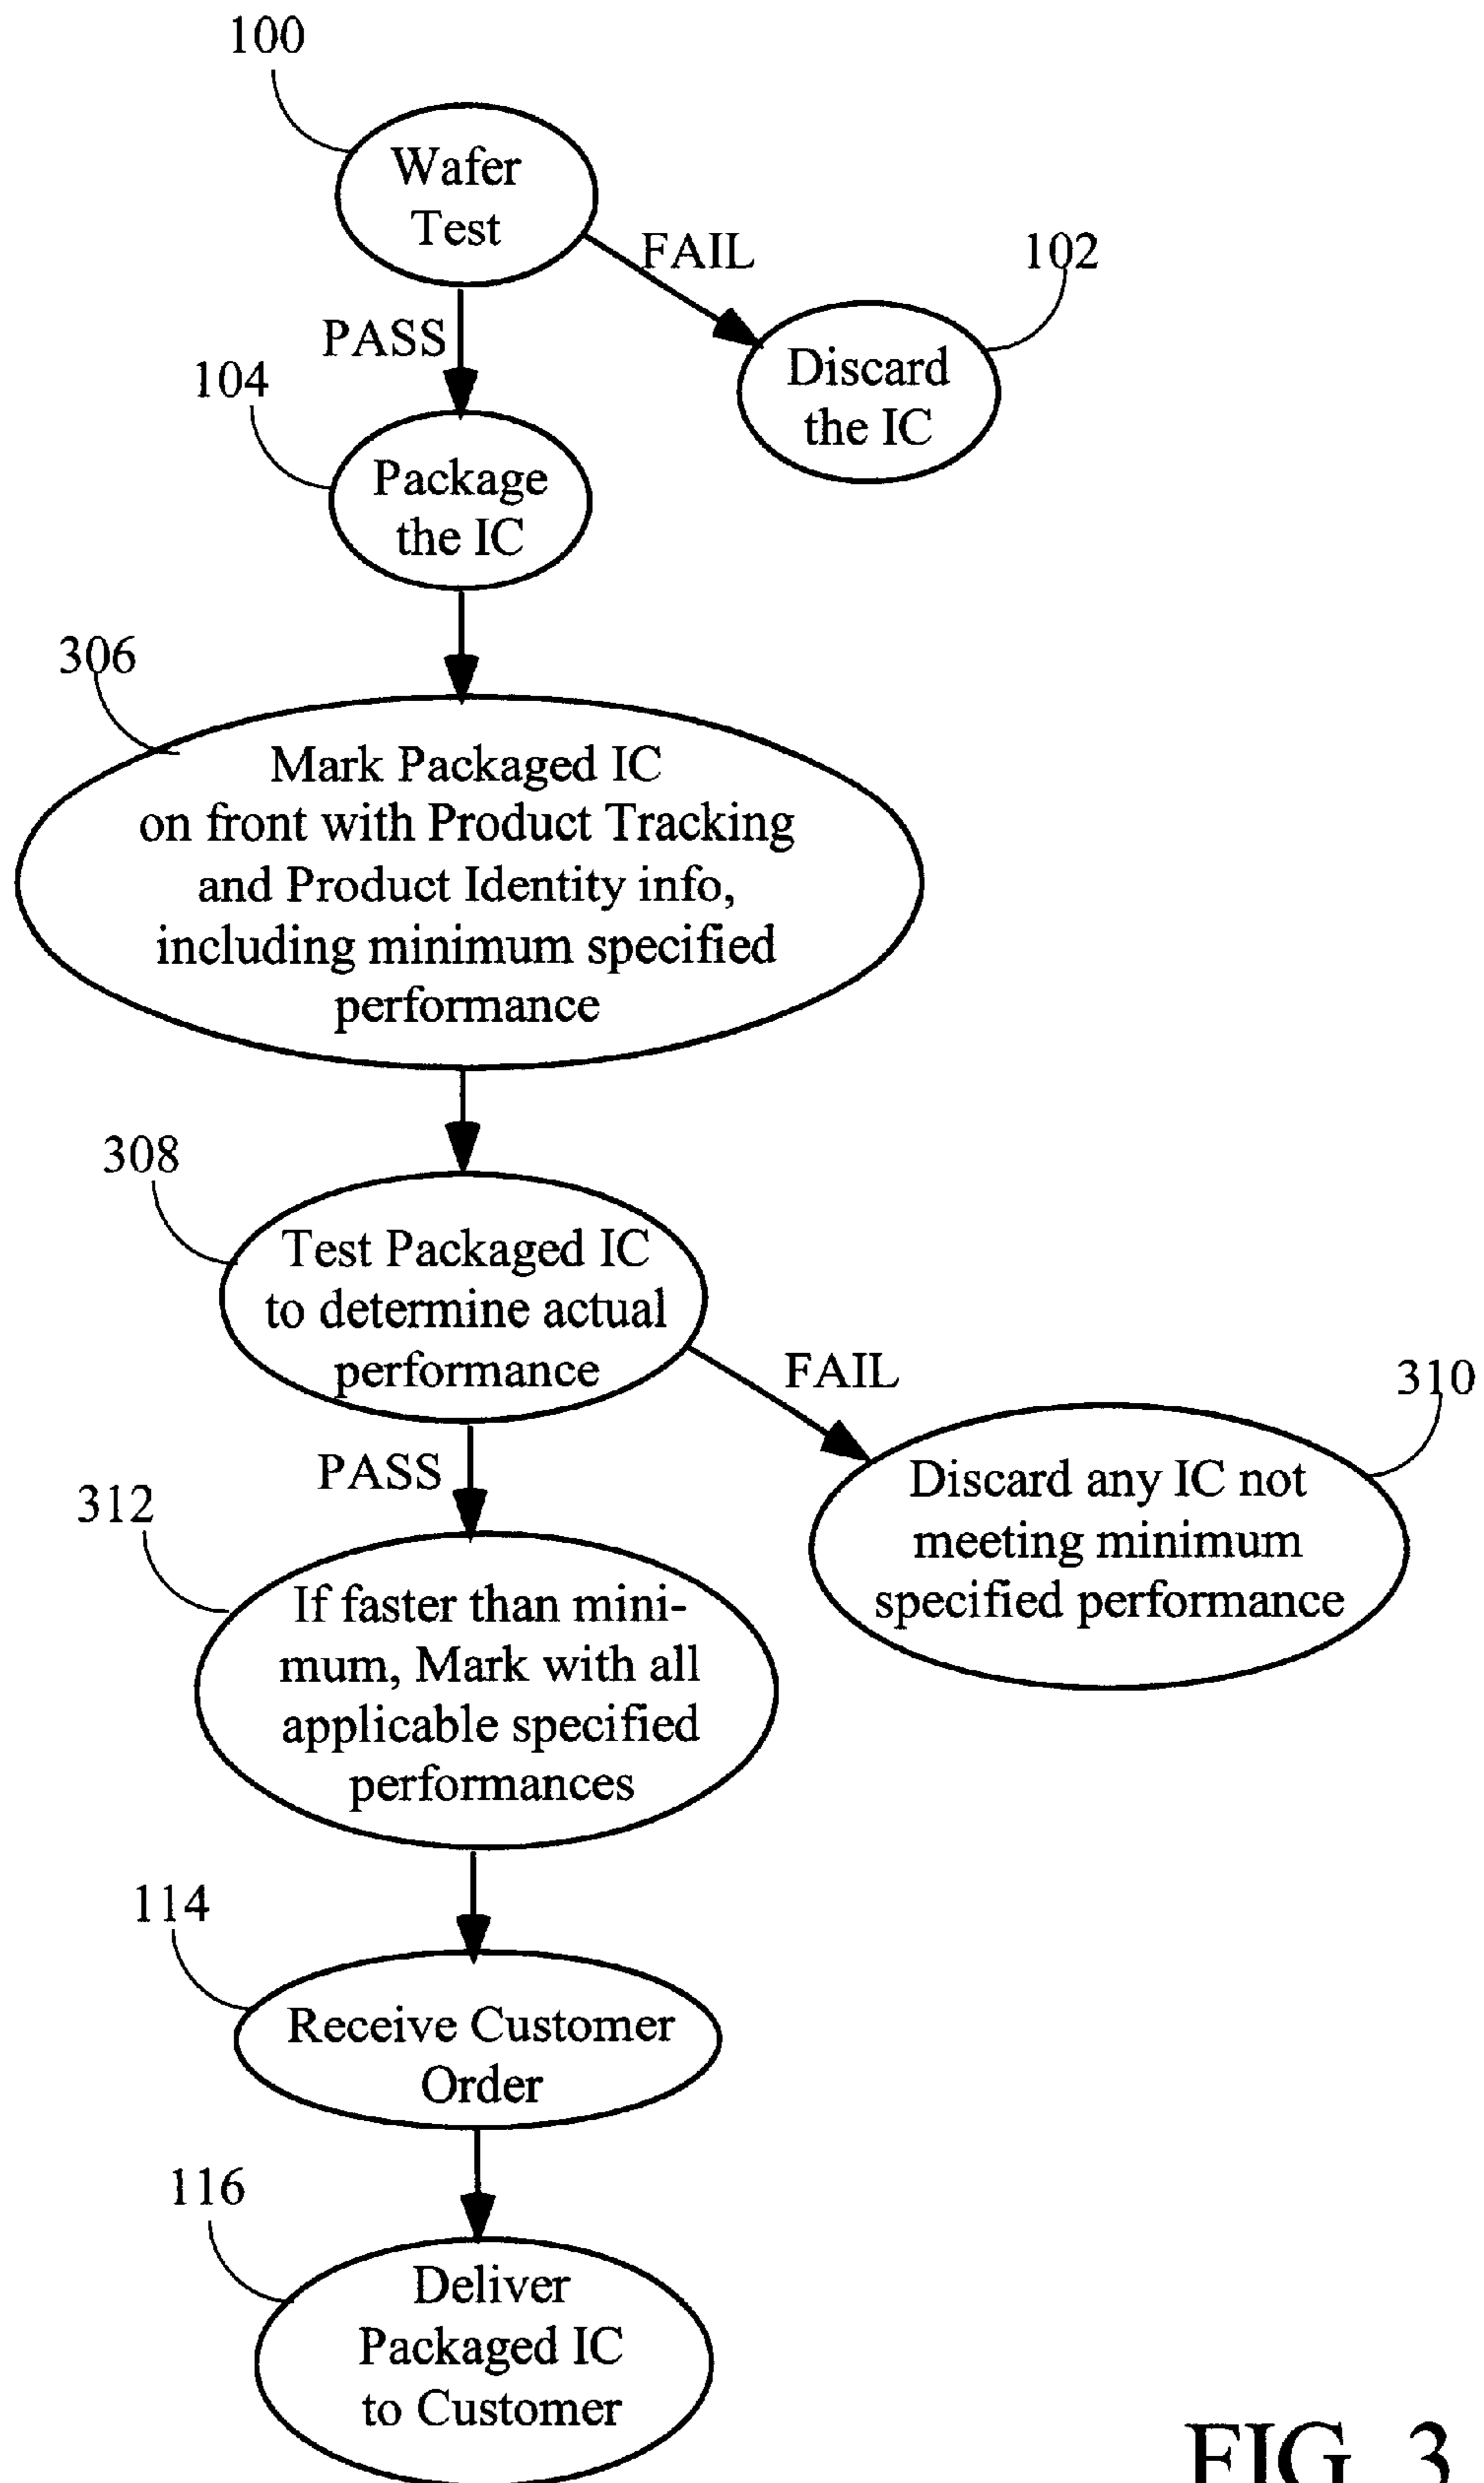 100
Wafer
Test
FAIL
102
PASS
Discard
the IC
104
Package
the IC
306
Mark Packaged IC
on front with Product Tracking
and Product Identity info,
including minimum specified
performance
308
Test Packaged IC
to determine actual
performance
FAIL
310
PASS
Discard any IC not
meeting minimum
specified performance
312
If faster than mini-
mum, Mark with all
applicable specified
performances
114
Receive Customer
Order
116
Deliver
Packaged IC
to Customer
FIG. 3